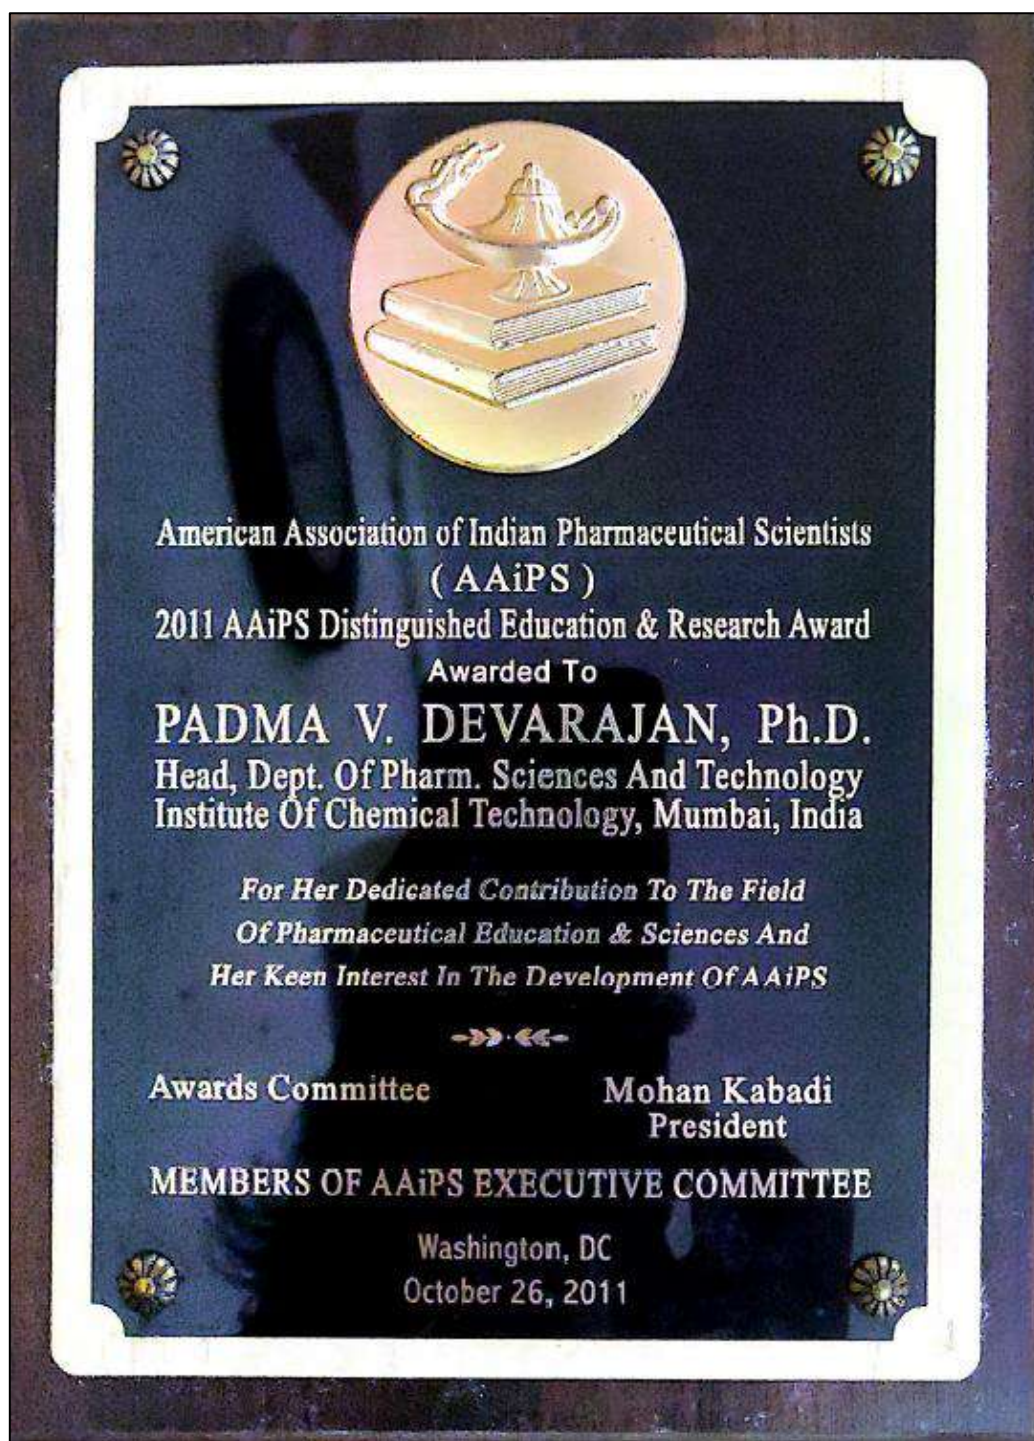 American Association of Indian Pharmaceutical Scientists
( AAiPS )
2011 AAiPS Distinguished Education & Research Award
Awarded To
PADMA V. DEVARAJAN, Ph.D.
Head, Dept. Of Pharm. Sciences And Technology
Institute Of Chemical Technology, Mumbai, India
For Her Dedicated Contribution To The Field
Of Pharmaceutical Education & Sciences And
Her Keen Interest In The Development Of AAiPS
Awards Committee
Mohan Kabadi
President
MEMBERS OF AAiPS EXECUTIVE COMMITTEE
Washington, DC
October 26, 2011